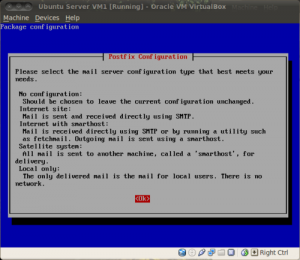 Ubuntu Server VM1 [Running] - Oracle VM VirtualBox
Machine Devices Help
Package configuration
Postfix Configuration
Please select the mail server configuration type that best meets your
needs.
No configuration:
Should be chosen to leave the current configuration unchanged.
Internet site:
Mail is sent and received directly using SMTP.
Internet with smarthost:
Mail is received directly using SMTP or by running a utility such
as fetchmail. Outgoing mail is sent using a smarthost.
Satellite system:
All mail is sent to another machine, called a 'smarthost', for
delivery.
Local only:
The only delivered mail is the mail for local users. There is no
network.
<Ok>
Right Ctrl